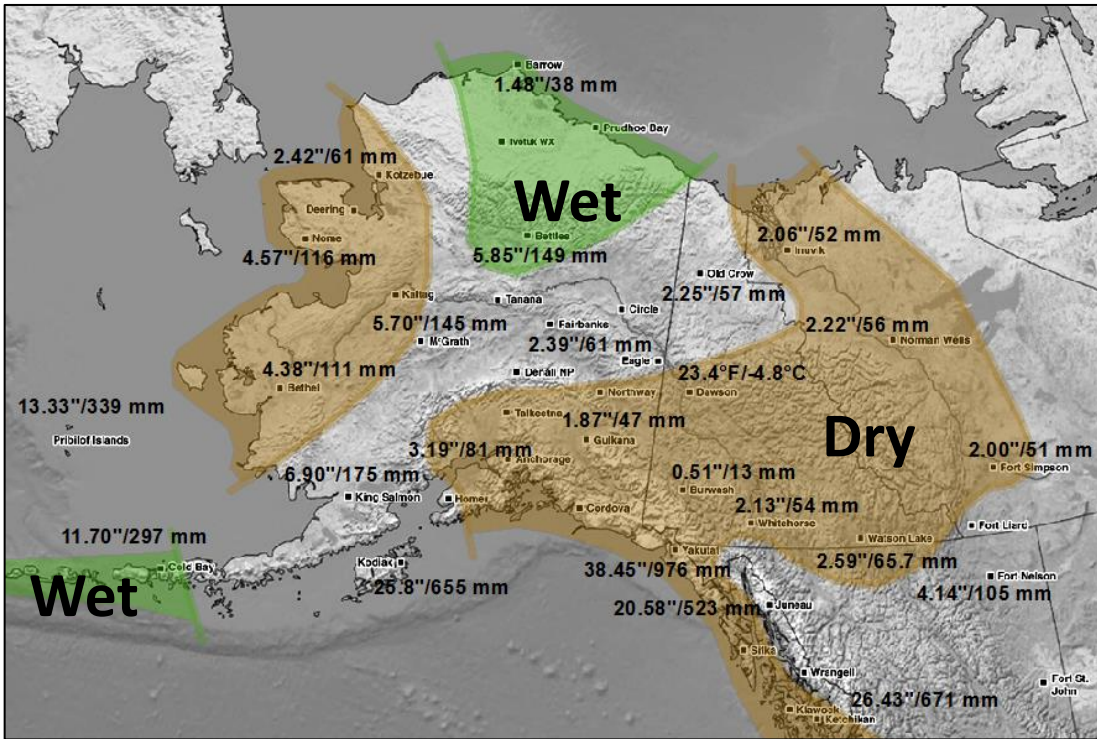 Barrow
1.48"/38 mm
Prudhoe Bay
Ivotuk WX
2.42"/61 mm
Kotzebue
Wet
Deering
Nome
4.57"/116 mm
Bettles
5.85"/149 mm
2.06"/52 mm
Inuvik
Old Crow
2.25"/57 mm
Kaltag
Tanana
Circle
5.70"/145 mm
McGrath
Fairbanks
2.39"/61 mm
2.22"/56 mm
Norman Wells
Eagle
4.38"/111 mm
Bethel
Denali NP
23.4°F/-4.8°C
Northway
Dawson
13.33"/339 mm
Pribilof Islands
Talkeetna
1.87"/47 mm
Gulkana
Dry
3.19"/81 mm
Anchorage
2.00"/51 mm
Fort Simpson
6.90"/175 mm
King Salmon
Homer
0.51"/13 mm
Burwash
2.13"/54 mm
Cordova
Whitehorse
Fort Liard
11.70"/297 mm
Cold Bay
Watson Lake
Yakutat
Kodiak
2.59"/65.7 mm
38.45"/976 mm
Fort Nelson
4.14"/105 mm
25.8"/655 mm
Wet
20.58"/523 mm
Juneau
Sitka
Wrangell
Fort St.
John
26.43"/671 mm
Klawock
Ketchikan